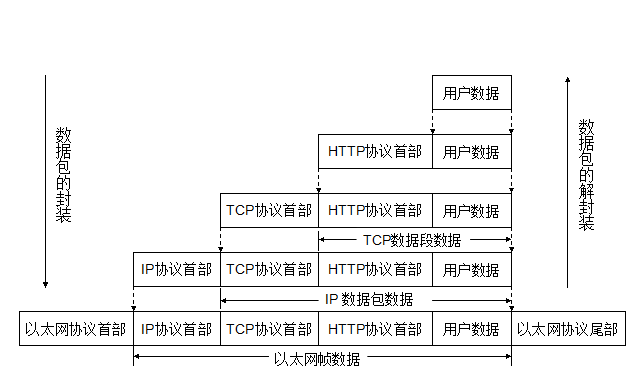 用户数据
HTTP协议首部 用户数据
TCP协议首部 HTTP协议首部 用户数据
TCP数据段数据
IP协议首部 TCP协议首部 HTTP协议首部 用户数据
IP 数据包数据
以太网协议首部 IP协议首部 TCP协议首部 HTTP协议首部 用户数据 以太网协议尾部
以太网帧数据
数据包的封装
数据包的解封装